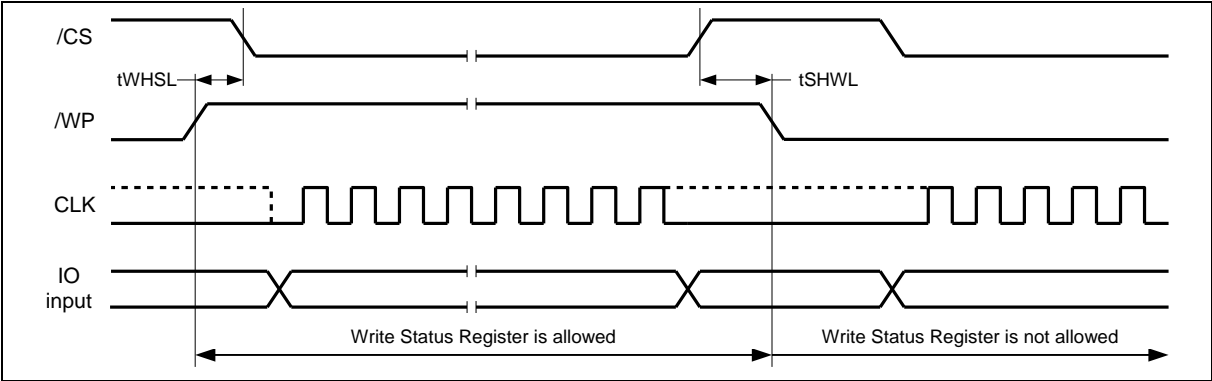 /CS
tWHSL
tSHWL
/WP
CLK
IO
input
Write Status Register is allowed
Write Status Register is not allowed